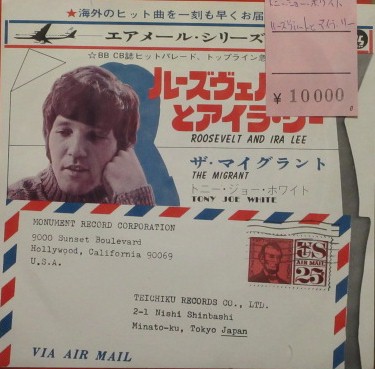 ★海外のヒット曲を一刻も早くお届
エアメール・シリーズ
☆BB CB誌ヒットパレード、トップライン
トニー・ジョー・ホワイト
ルーズヴェルトとアイラ・リー
¥10000
ルーズヴェル
とアイラ・リー
ROOSEVELT AND IRA LEE
ザ・マイグラント
THE MIGRANT
トニー・ジョー・ホワイト
TONY JOE WHITE
MONUMENT RECORD CORPORATION
9000 Sunset Boulevard
Hollywood, California 90069
U.S.A.
US
AIR MAIL
25¢
TEICHIKU RECORDS CO., LTD.
2-1 Nishi Shinbashi
Minato-ku, Tokyo Japan
VIA AIR MAIL